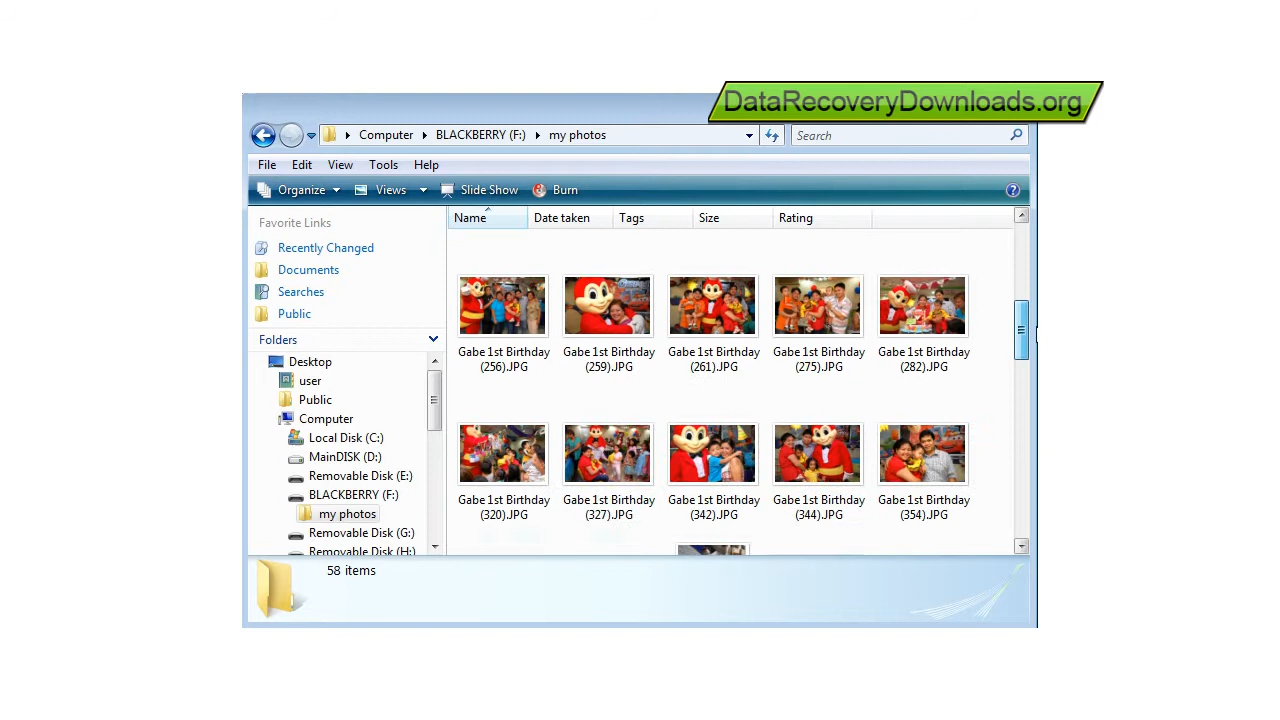 DataRecoveryDownloads.org
Computer BLACKBERRY (F:) my photos
Search
File Edit View Tools Help
Organize Views Slide Show Burn
Favorite Links
Recently Changed
Documents
Searches
Public
Folders
Desktop
user
Public
Computer
Local Disk (C:)
MainDISK (D:)
Removable Disk (E:)
BLACKBERRY (F:)
my photos
Removable Disk (G:)
Removable Disk (H:)
Name Date taken Tags Size Rating
Gabe 1st Birthday
(256).JPG
Gabe 1st Birthday
(259).JPG
Gabe 1st Birthday
(261).JPG
Gabe 1st Birthday
(275).JPG
Gabe 1st Birthday
(282).JPG
Gabe 1st Birthday
(320).JPG
Gabe 1st Birthday
(327).JPG
Gabe 1st Birthday
(342).JPG
Gabe 1st Birthday
(344).JPG
Gabe 1st Birthday
(354).JPG
58 items